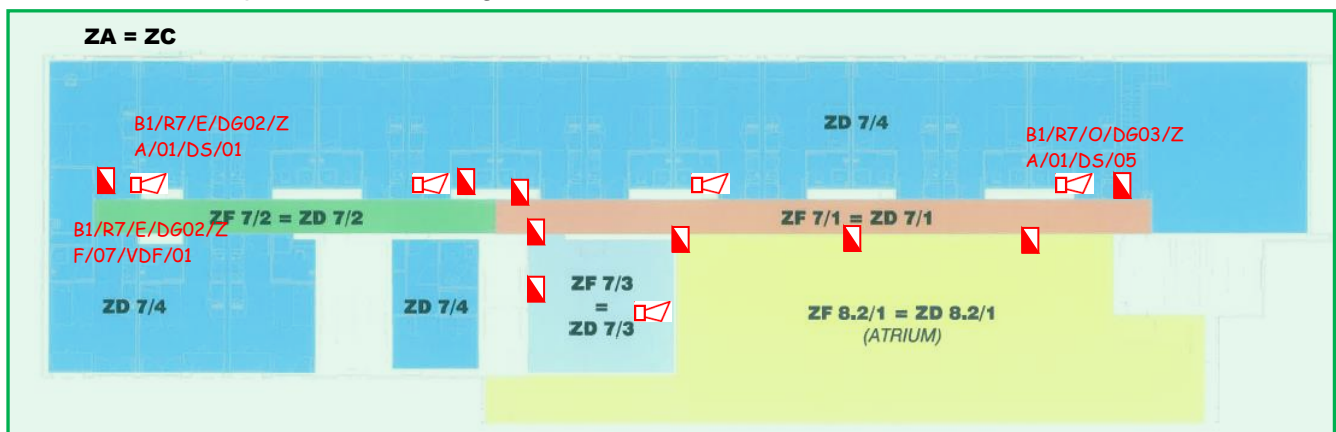 ZA = ZC
B1/R7/E/DG02/Z
A/01/DS/01
ZD 7/4
B1/R7/O/DG03/Z
A/01/DS/05
ZF 7/2 = ZD 7/2
ZF 7/1 = ZD 7/1
B1/R7/E/DG02/Z
F/07/VDF/01
ZD 7/4
ZD 7/4
ZF 7/3
=
ZD 7/3
ZF 8.2/1 = ZD 8.2/1
(ATRIUM)